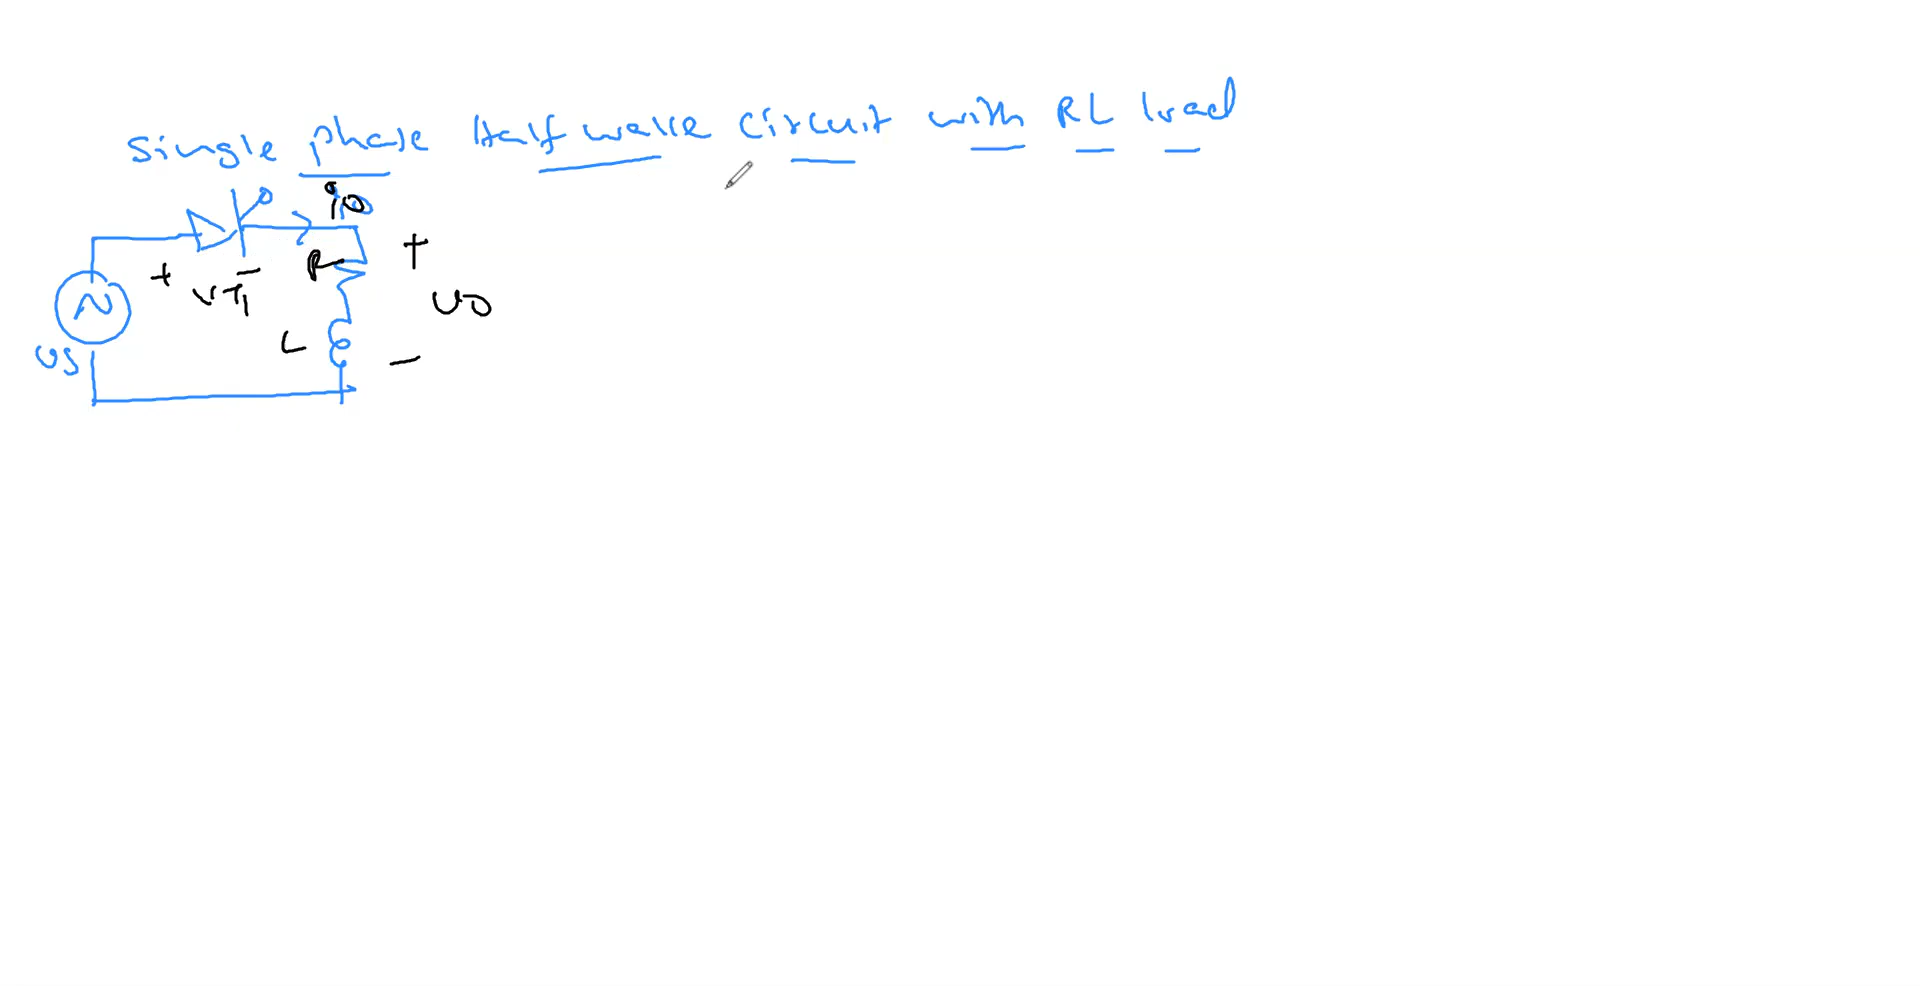 Single phase Half wave circuit with RL load
io
+ VT1 -
R
+
vo
L
-
vs